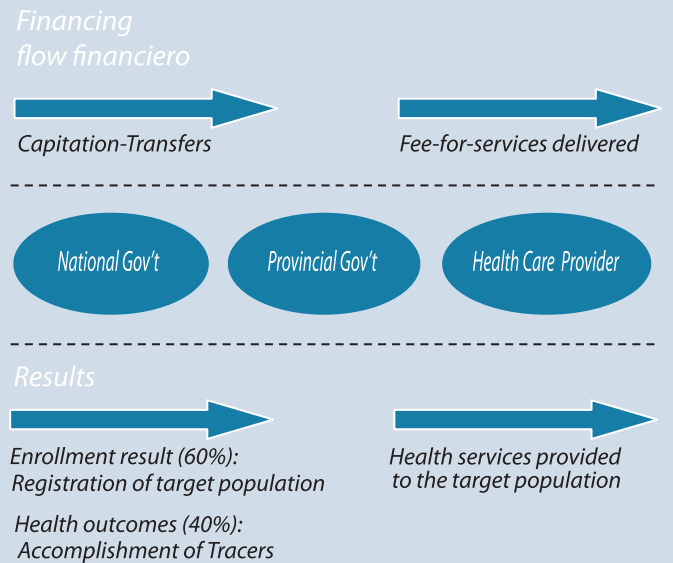 Financing
flow financiero
Capitation-Transfers
Fee-for-services delivered
National Gov't
Provincial Gov't
Health Care Provider
Results
Enrollment result (60%):
Registration of target population
Health outcomes (40%):
Accomplishment of Tracers
Health services provided
to the target population